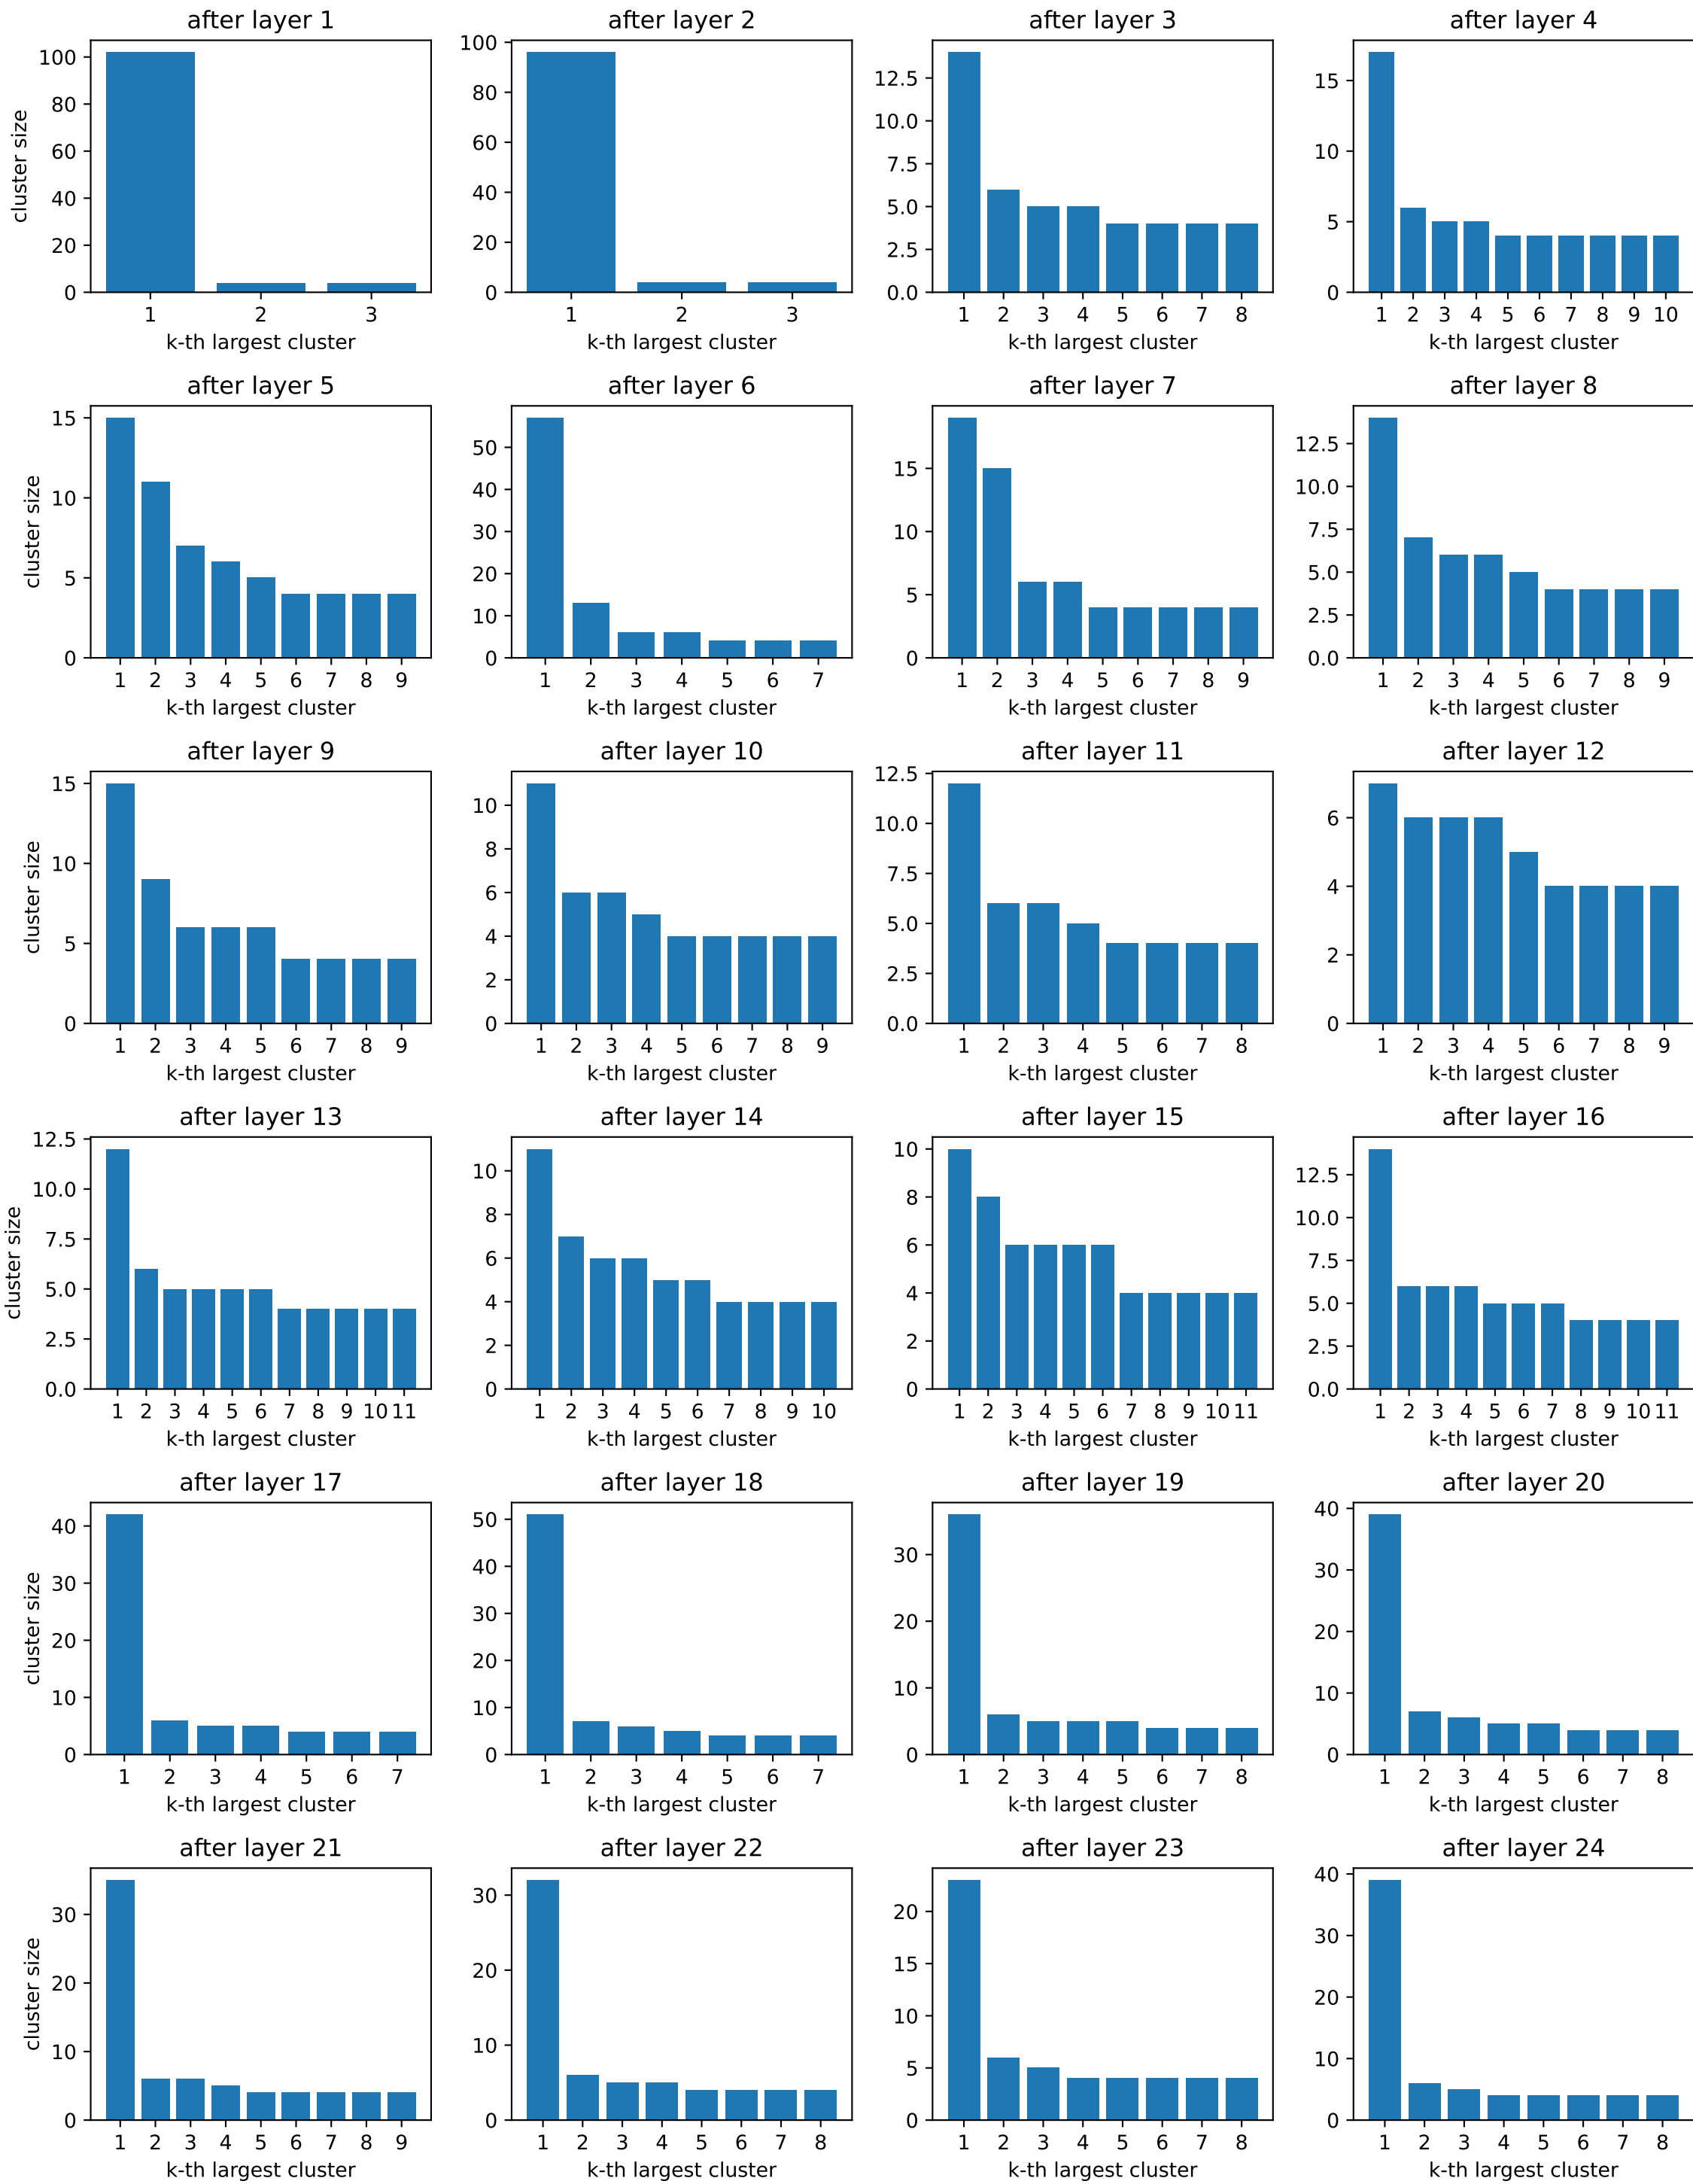 after layer 1
100
80
60
40
20
0
cluster size
1 2 3
k-th largest cluster
after layer 2
100
80
60
40
20
0
1 2 3
k-th largest cluster
after layer 3
12.5
10.0
7.5
5.0
2.5
0.0
1 2 3 4 5 6 7 8
k-th largest cluster
after layer 4
15
10
5
0
1 2 3 4 5 6 7 8 9 10
k-th largest cluster
after layer 5
15
10
5
0
cluster size
1 2 3 4 5 6 7 8 9
k-th largest cluster
after layer 6
50
40
30
20
10
0
1 2 3 4 5 6 7
k-th largest cluster
after layer 7
15
10
5
0
1 2 3 4 5 6 7 8 9
k-th largest cluster
after layer 8
12.5
10.0
7.5
5.0
2.5
0.0
1 2 3 4 5 6 7 8 9
k-th largest cluster
after layer 9
15
10
5
0
cluster size
1 2 3 4 5 6 7 8 9
k-th largest cluster
after layer 10
10
8
6
4
2
0
1 2 3 4 5 6 7 8 9
k-th largest cluster
after layer 11
12.5
10.0
7.5
5.0
2.5
0.0
1 2 3 4 5 6 7 8
k-th largest cluster
after layer 12
6
4
2
0
1 2 3 4 5 6 7 8 9
k-th largest cluster
after layer 13
12.5
10.0
7.5
5.0
2.5
0.0
cluster size
1 2 3 4 5 6 7 8 9 10 11
k-th largest cluster
after layer 14
10
8
6
4
2
0
1 2 3 4 5 6 7 8 9 10
k-th largest cluster
after layer 15
10
8
6
4
2
0
1 2 3 4 5 6 7 8 9 10 11
k-th largest cluster
after layer 16
12.5
10.0
7.5
5.0
2.5
0.0
1 2 3 4 5 6 7 8 9 10 11
k-th largest cluster
after layer 17
40
30
20
10
0
cluster size
1 2 3 4 5 6 7
k-th largest cluster
after layer 18
50
40
30
20
10
0
1 2 3 4 5 6 7
k-th largest cluster
after layer 19
30
20
10
0
1 2 3 4 5 6 7 8
k-th largest cluster
after layer 20
40
30
20
10
0
1 2 3 4 5 6 7 8
k-th largest cluster
after layer 21
30
20
10
0
cluster size
1 2 3 4 5 6 7 8 9
k-th largest cluster
after layer 22
30
20
10
0
1 2 3 4 5 6 7 8
k-th largest cluster
after layer 23
20
15
10
5
0
1 2 3 4 5 6 7 8
k-th largest cluster
after layer 24
40
30
20
10
0
1 2 3 4 5 6 7 8
k-th largest cluster